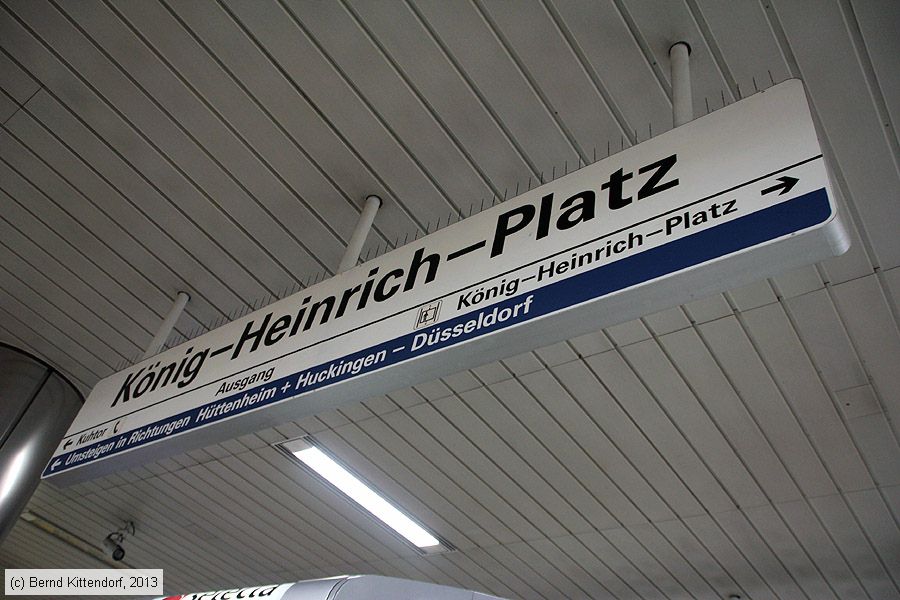 König–Heinrich–Platz
Ausgang
← Kuhtor
König-Heinrich-Platz →
← Umsteigen in Richtungen Hüttenheim + Huckingen – Düsseldorf
(c) Bernd Kittendorf, 2013